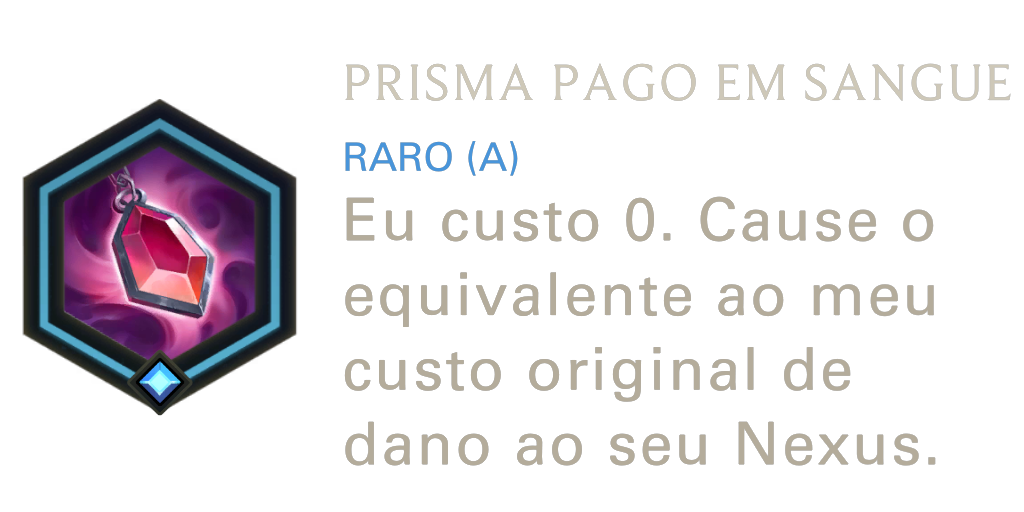 PRISMA PAGO EM SANGUE
RARO (A)
Eu custo 0. Cause o
equivalente ao meu
custo original de
dano ao seu Nexus.